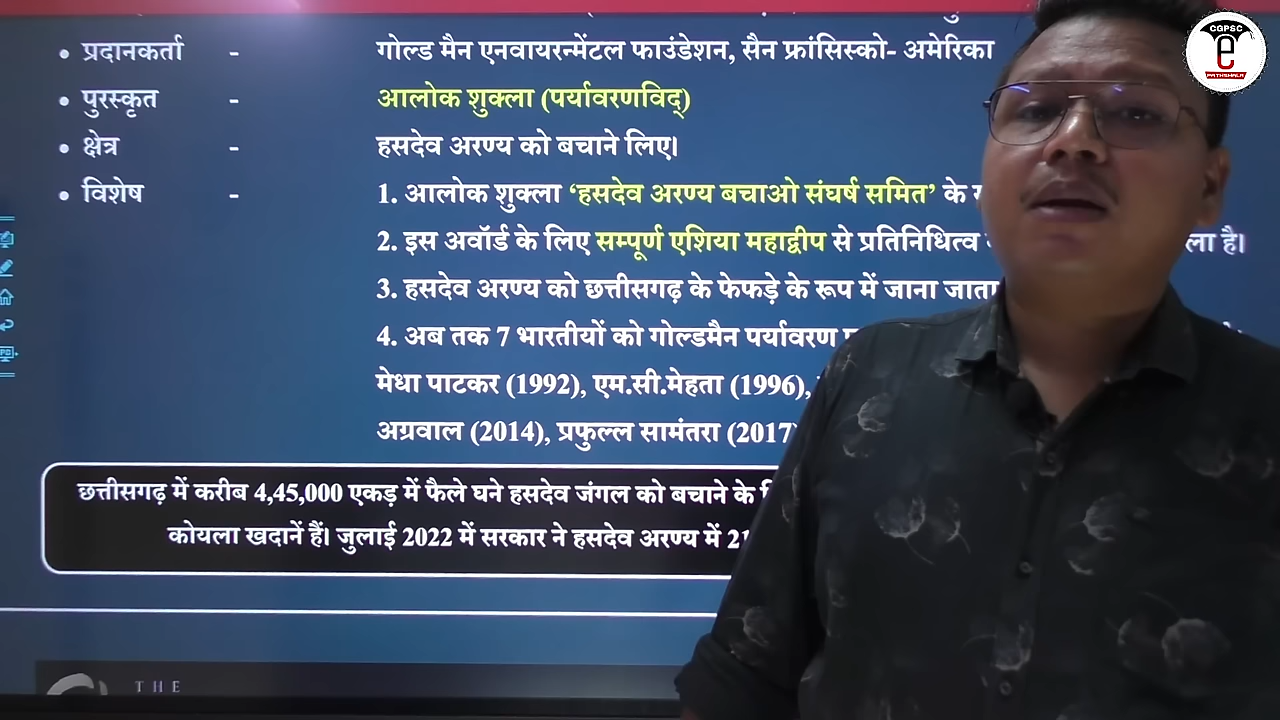 • प्रदानकर्ता - गोल्ड मैन एनवायरन्मेंटल फाउंडेशन, सैन फ्रांसिस्को- अमेरिका
• पुरस्कृत - आलोक शुक्ला (पर्यावरणविद्)
• क्षेत्र - हसदेव अरण्य को बचाने लिए।
• विशेष - 1. आलोक शुक्ला ‘हसदेव अरण्य बचाओ संघर्ष समित’ के
2. इस अवॉर्ड के लिए सम्पूर्ण एशिया महाद्वीप से प्रतिनिधित्व ला है।
3. हसदेव अरण्य को छत्तीसगढ़ के फेफड़े के रूप में जाना जाता
4. अब तक 7 भारतीयों को गोल्डमैन पर्यावरण
मेधा पाटकर (1992), एम.सी.मेहता (1996),
अग्रवाल (2014), प्रफुल्ल सामंतरा (2017)
छत्तीसगढ़ में करीब 4,45,000 एकड़ में फैले घने हसदेव जंगल को बचाने के
कोयला खदानें हैं। जुलाई 2022 में सरकार ने हसदेव अरण्य में 21
THE
CGPSC
e
PATHSHALA